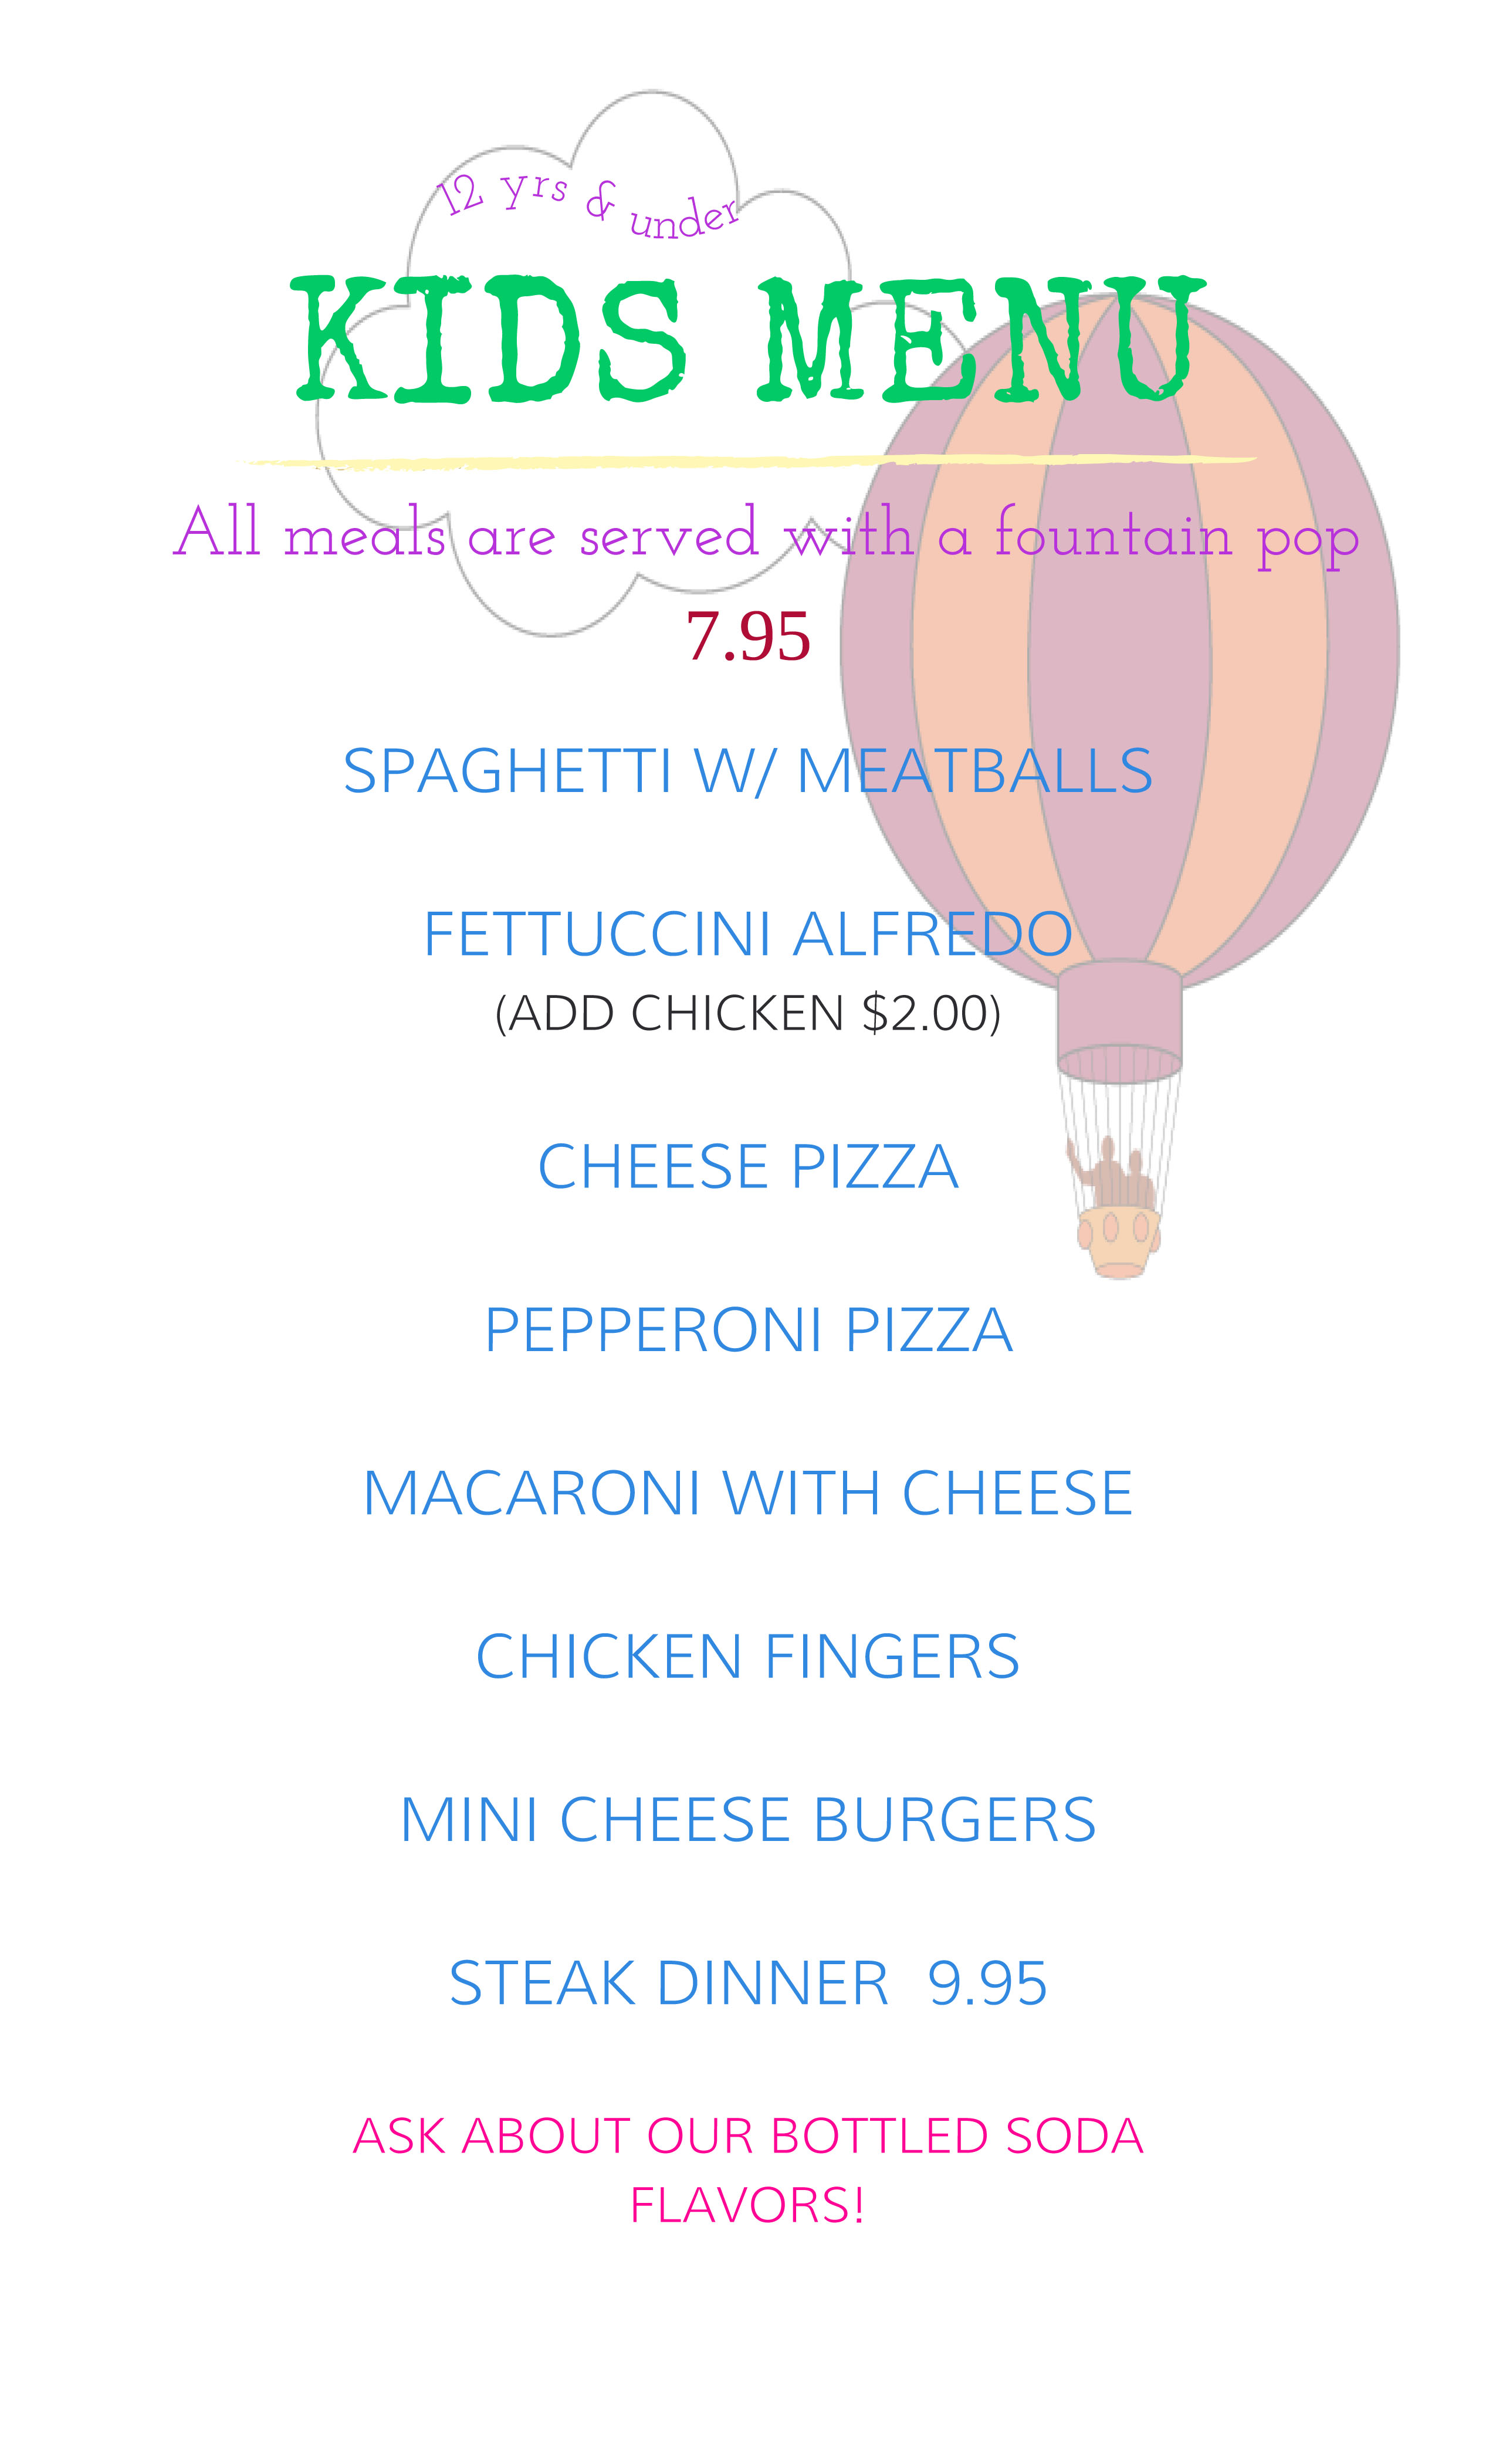 12 yrs & under
KIDS MENU
All meals are served with a fountain pop
7.95
SPAGHETTI W/ MEATBALLS
FETTUCCINI ALFREDO
(ADD CHICKEN $2.00)
CHEESE PIZZA
PEPPERONI PIZZA
MACARONI WITH CHEESE
CHICKEN FINGERS
MINI CHEESE BURGERS
STEAK DINNER  9.95
ASK ABOUT OUR BOTTLED SODA
FLAVORS!